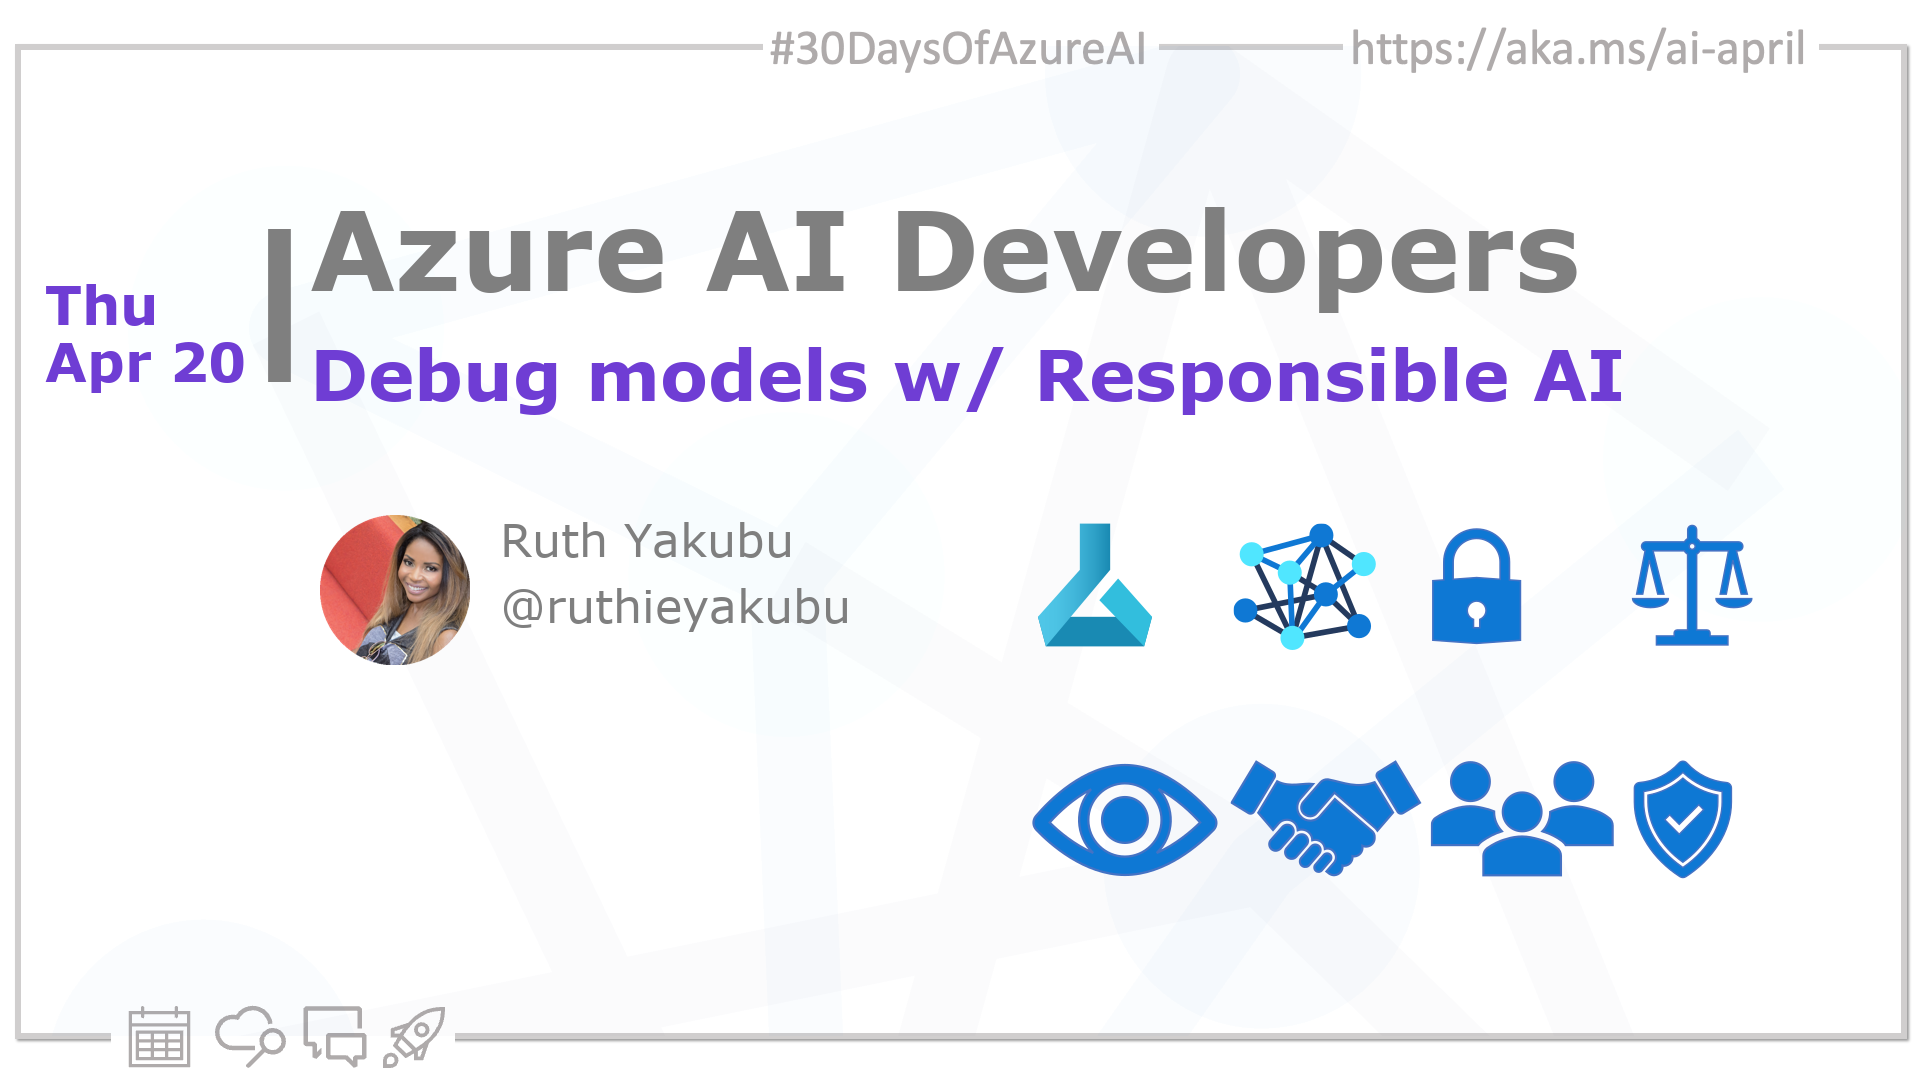 #30DaysOfAzureAI
https://aka.ms/ai-april
Azure AI Developers
Thu
Apr 20
Debug models w/ Responsible AI
Ruth Yakubu
@ruthieyakubu